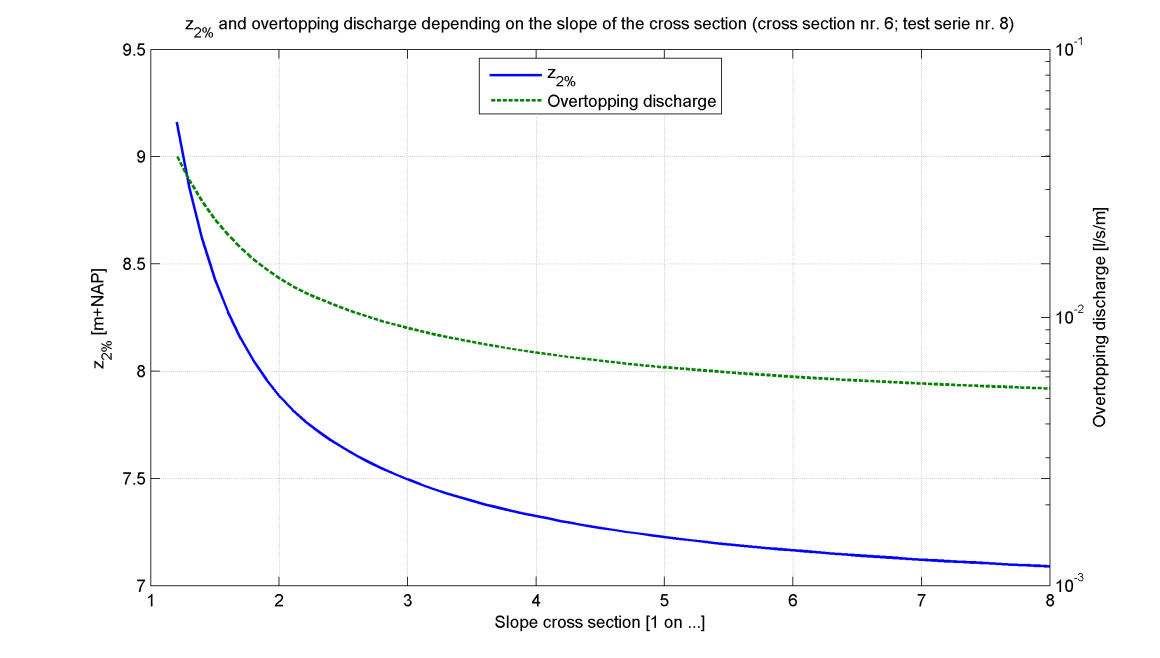 z2% and overtopping discharge depending on the slope of the cross section (cross section nr. 6; test serie nr. 8)
z2%
Overtopping discharge
9.5
9
8.5
8
7.5
7
z2% [m+NAP]
10-1
10-2
10-3
Overtopping discharge [l/s/m]
1 2 3 4 5 6 7 8
Slope cross section [1 on ...]